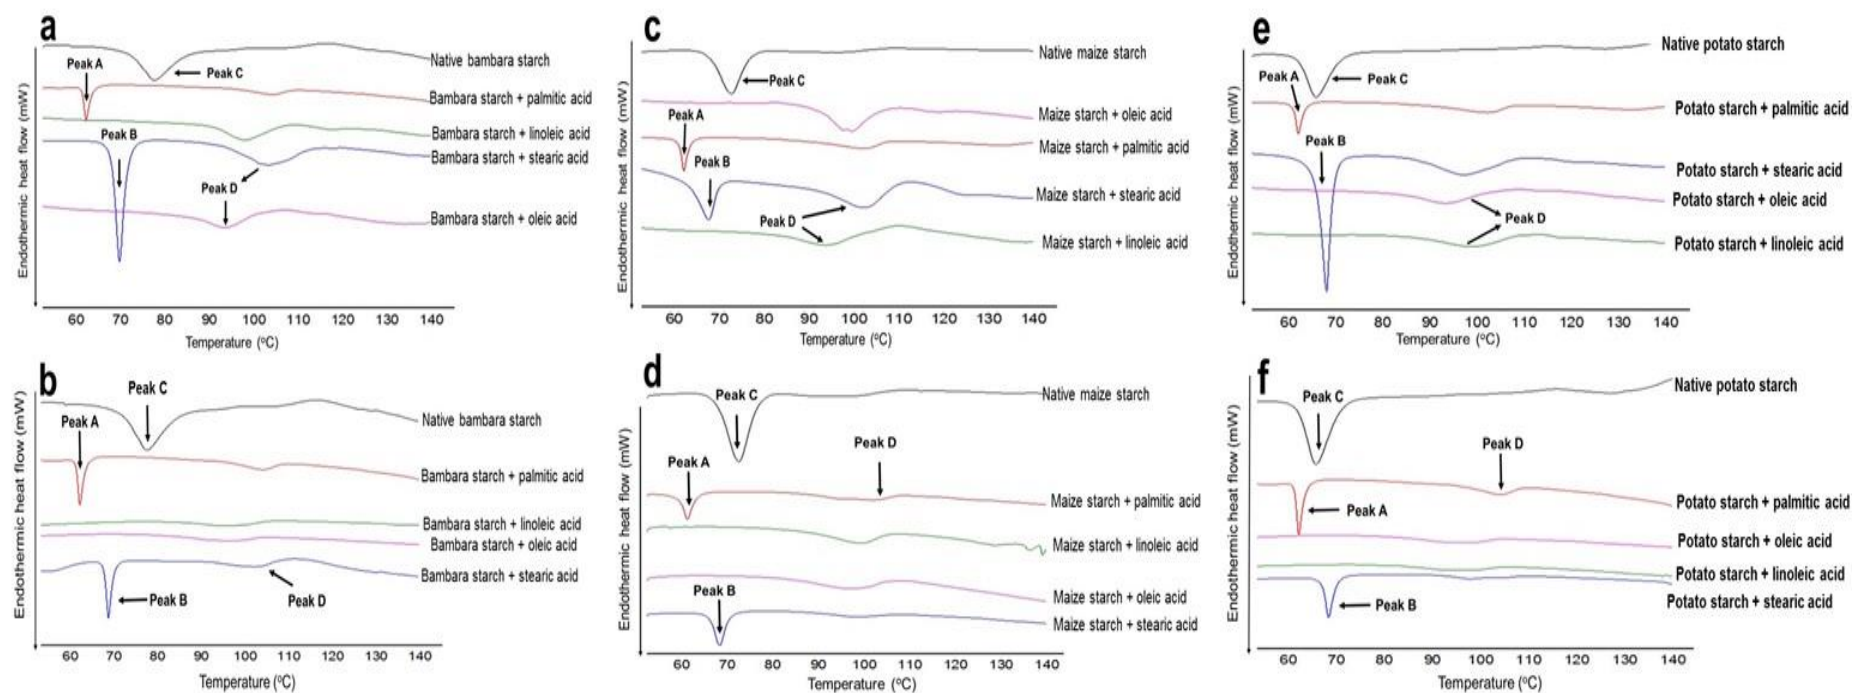 a
Endothermic heat flow (mW)
Peak A
Peak C
Peak B
Peak D
Native bambara starch
Bambara starch + palmitic acid
Bambara starch + linoleic acid
Bambara starch + stearic acid
Bambara starch + oleic acid
60 70 80 90 100 110 120 130 140
Temperature (ºC)
c
Endothermic heat flow (mW)
Peak C
Peak A
Peak B
Peak D
Native maize starch
Maize starch + oleic acid
Maize starch + palmitic acid
Maize starch + stearic acid
Maize starch + linoleic acid
60 70 80 90 100 110 120 130 140
Temperature (ºC)
e
Endothermic heat flow (mW)
Peak A
Peak C
Peak B
Peak D
Native potato starch
Potato starch + palmitic acid
Potato starch + stearic acid
Potato starch + oleic acid
Potato starch + linoleic acid
60 70 80 90 100 110 120 130 140
Temperature (ºC)
b
Endothermic heat flow (mW)
Peak C
Peak A
Peak B
Peak D
Native bambara starch
Bambara starch + palmitic acid
Bambara starch + linoleic acid
Bambara starch + oleic acid
Bambara starch + stearic acid
60 70 80 90 100 110 120 130 140
Temperature (ºC)
d
Endothermic heat flow (mW)
Peak C
Peak A
Peak D
Peak B
Native maize starch
Maize starch + palmitic acid
Maize starch + linoleic acid
Maize starch + oleic acid
Maize starch + stearic acid
60 70 80 90 100 110 120 130 140
Temperature (ºC)
f
Endothermic heat flow (mW)
Peak C
Peak D
Peak A
Peak B
Native potato starch
Potato starch + palmitic acid
Potato starch + oleic acid
Potato starch + linoleic acid
Potato starch + stearic acid
60 70 80 90 100 110 120 130 140
Temperature (ºC)